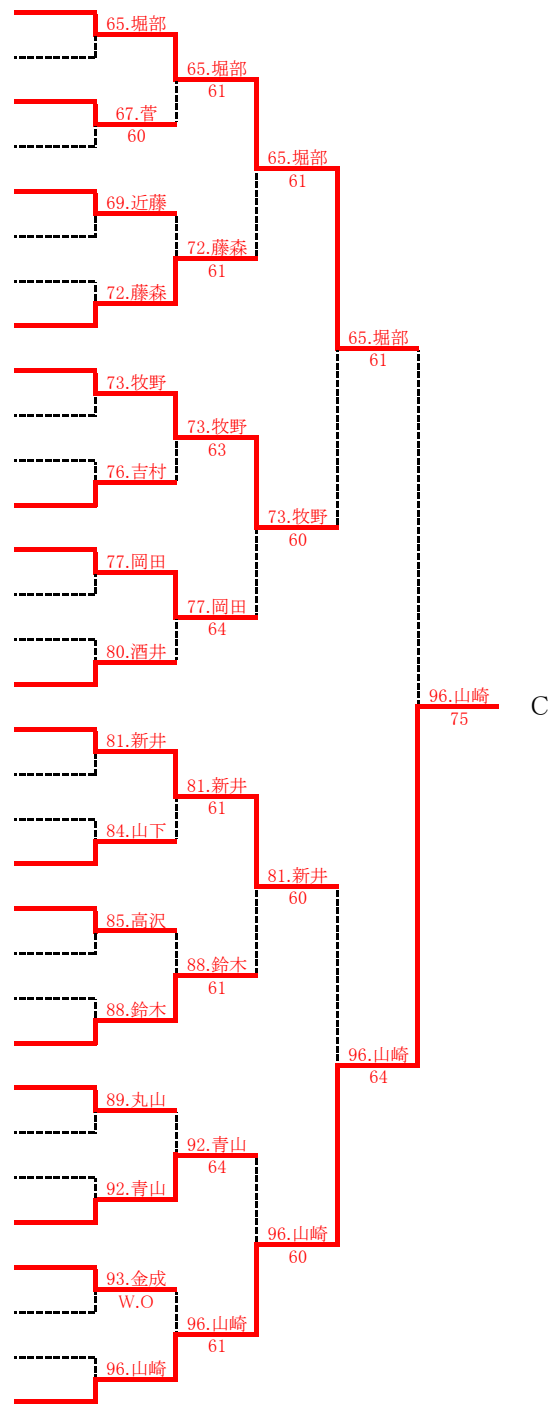 65.堀部
65.堀部
61
67.菅
60
65.堀部
61
69.近藤
72.藤森
61
72.藤森
65.堀部
61
73.牧野
73.牧野
63
76.吉村
73.牧野
60
77.岡田
77.岡田
64
80.酒井
96.山崎
75
C
81.新井
81.新井
61
84.山下
81.新井
60
85.高沢
88.鈴木
61
88.鈴木
96.山崎
64
89.丸山
92.青山
64
92.青山
96.山崎
60
93.金成
W.O
96.山崎
61
96.山崎